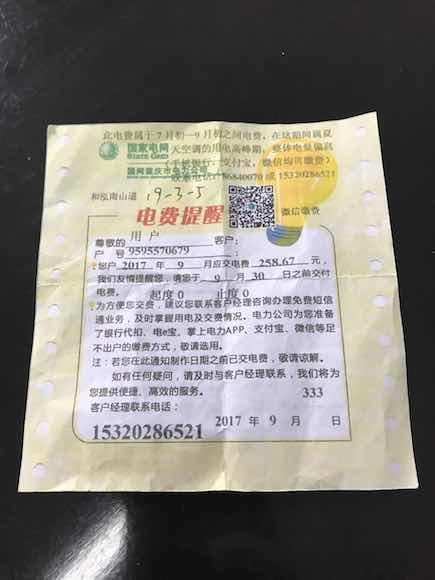 此电费属于7月初一9月初之间电费。在这期间属夏
天空调的用电高峰期，整体电量偏高
国家电网
STATE GRID
国网重庆市电力公司
(手机银行、支付宝、微信均可缴费)
联系电话:86840070 或 15320286521
和泓南山道 19-3-5
电费提醒
微信缴费
尊敬的 用户 客户:
户 号 9595570679
您户 2017 年 9 月应交电费 258.67 元，
我们友情提醒您，请您于 9 月 30 日之前交付
电费。 起度 0 止度 0
为方便您交费，建议您联系客户经理咨询办理免费短信
通业务，及时掌握用电及交费情况。电力公司为您准备
了银行代扣、电e宝、掌上电力APP、支付宝、微信等足
不出户的缴费方式，敬请选用。
注：若您在此通知制作日期之前已交电费，敬请谅解。
如有任何疑问，请及时与客户经理联系，我们将为
您提供便捷、高效的服务。 333
客户经理联系电话：
15320286521
2017 年 9 月 日